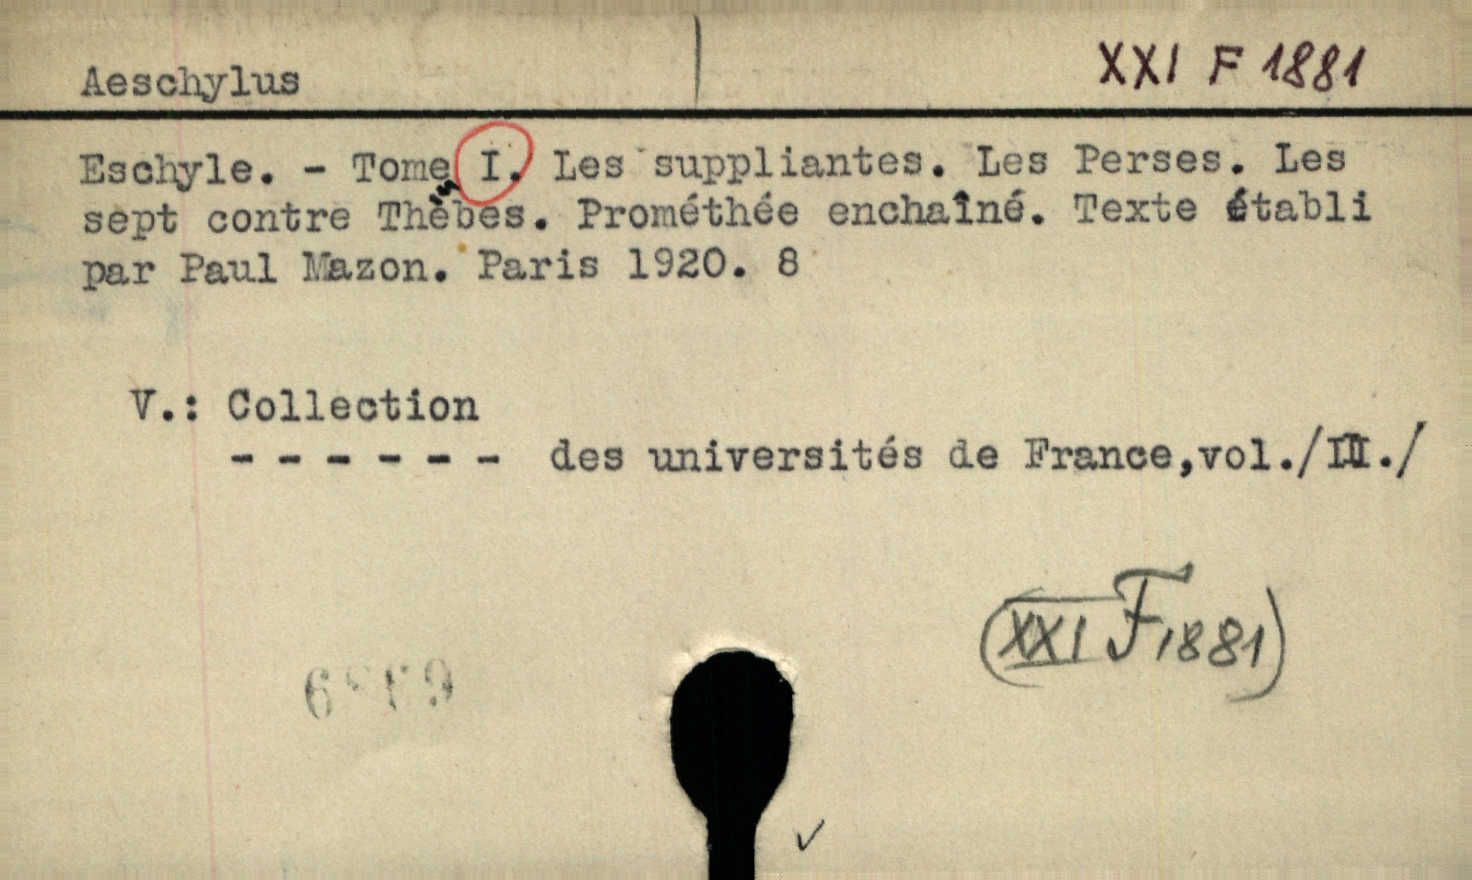 Aeschylus
XXI F 1881
Eschyle. - Tome I. Les suppliantes. Les Perses. Les
sept contre Thèbes. Prométhée enchaîné. Texte établi
par Paul Mazon. Paris 1920. 8
V.: Collection
- - - - - - des universités de France,vol./III./
(XXI F 1881)